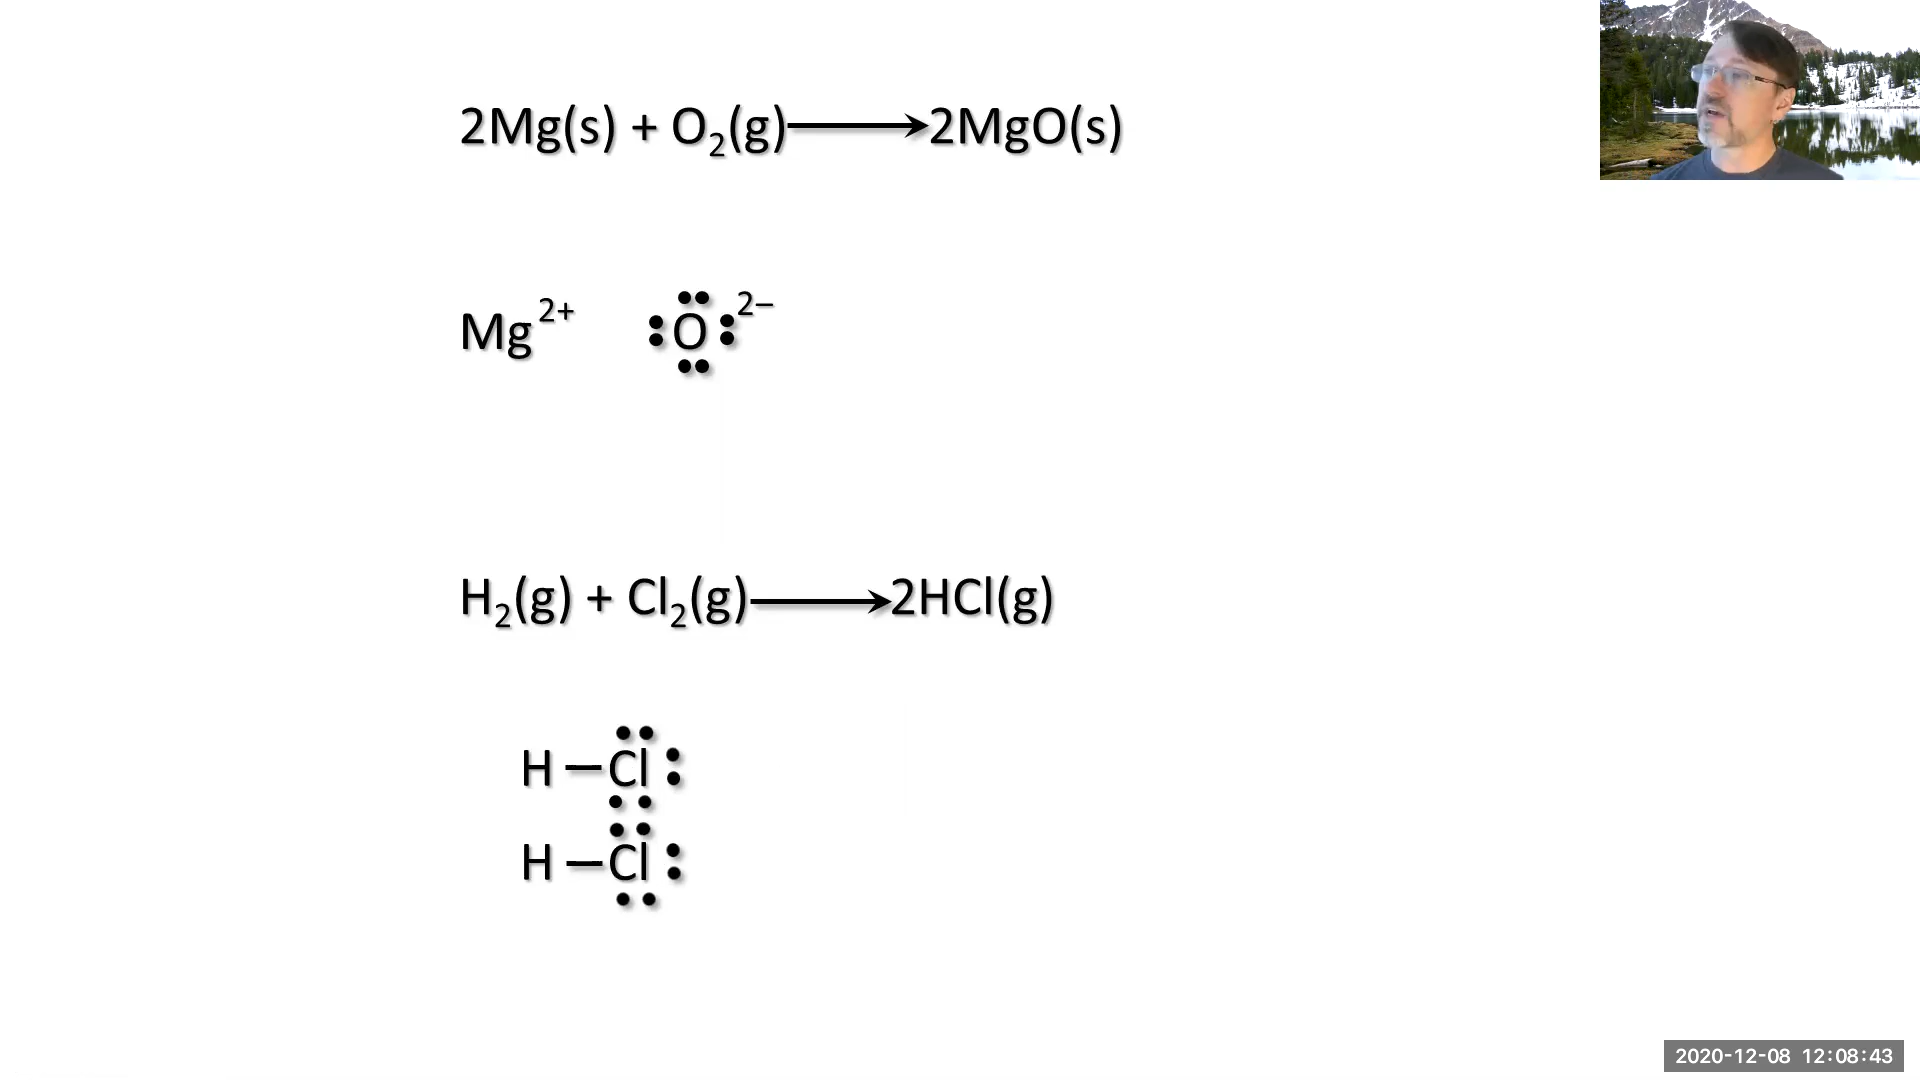 2Mg(s) + O₂(g)⟶2MgO(s)
Mg²⁺ O²⁻
H₂(g) + Cl₂(g)⟶2HCl(g)
H — Cl
H — Cl
2020-12-08 12:08:43